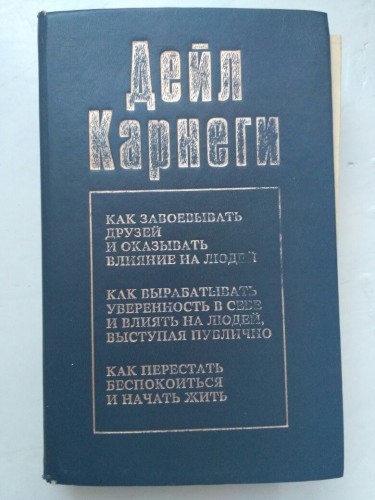 Дейл
Карнеги
КАК ЗАВОЕВЫВАТЬ
ДРУЗЕЙ
И ОКАЗЫВАТЬ
ВЛИЯНИЕ НА ЛЮДЕЙ
КАК ВЫРАБАТЫВАТЬ
УВЕРЕННОСТЬ В СЕБЕ
И ВЛИЯТЬ НА ЛЮДЕЙ,
ВЫСТУПАЯ ПУБЛИЧНО
КАК ПЕРЕСТАТЬ
БЕСПОКОИТЬСЯ
И НАЧАТЬ ЖИТЬ